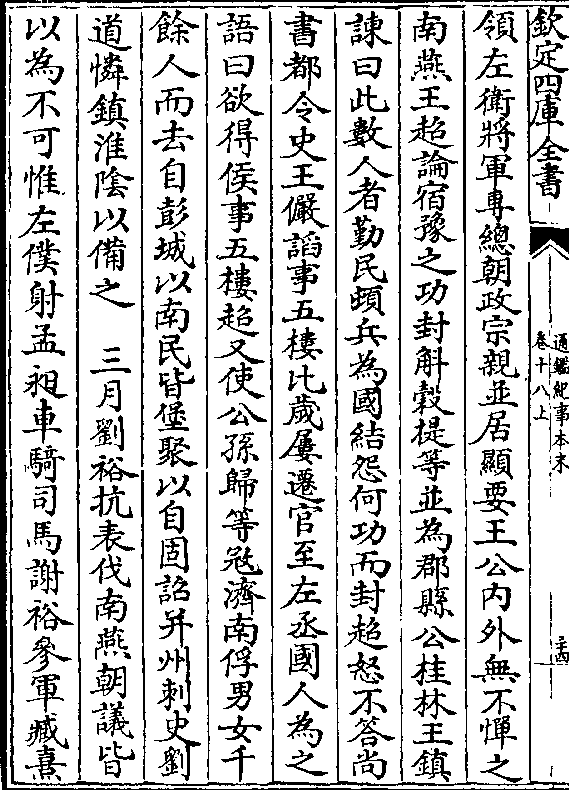 欽定四庫全書
通鑑紀事本末
卷十八上
二十四
領左衛將軍專總朝政宗親並居顯要王公内外無不憚之
南燕王超論宿豫之功封斛榖提等並為郡縣公桂林王鎮
諫曰此數人者勤民頓兵為國結怨何功而封超怒不答尚
書都令史王儼諂事五樓比歲屢遷官至左丞國人為之
語曰欲得侯事五樓超又使公孫歸等冦濟南俘男女千
餘人而去自彭城以南民皆堡聚以自固詔并州刺史劉
道憐鎮淮隂以備之　三月劉裕抗表伐南燕朝議皆
以為不可惟左僕射孟昶車騎司馬謝裕參軍臧熹